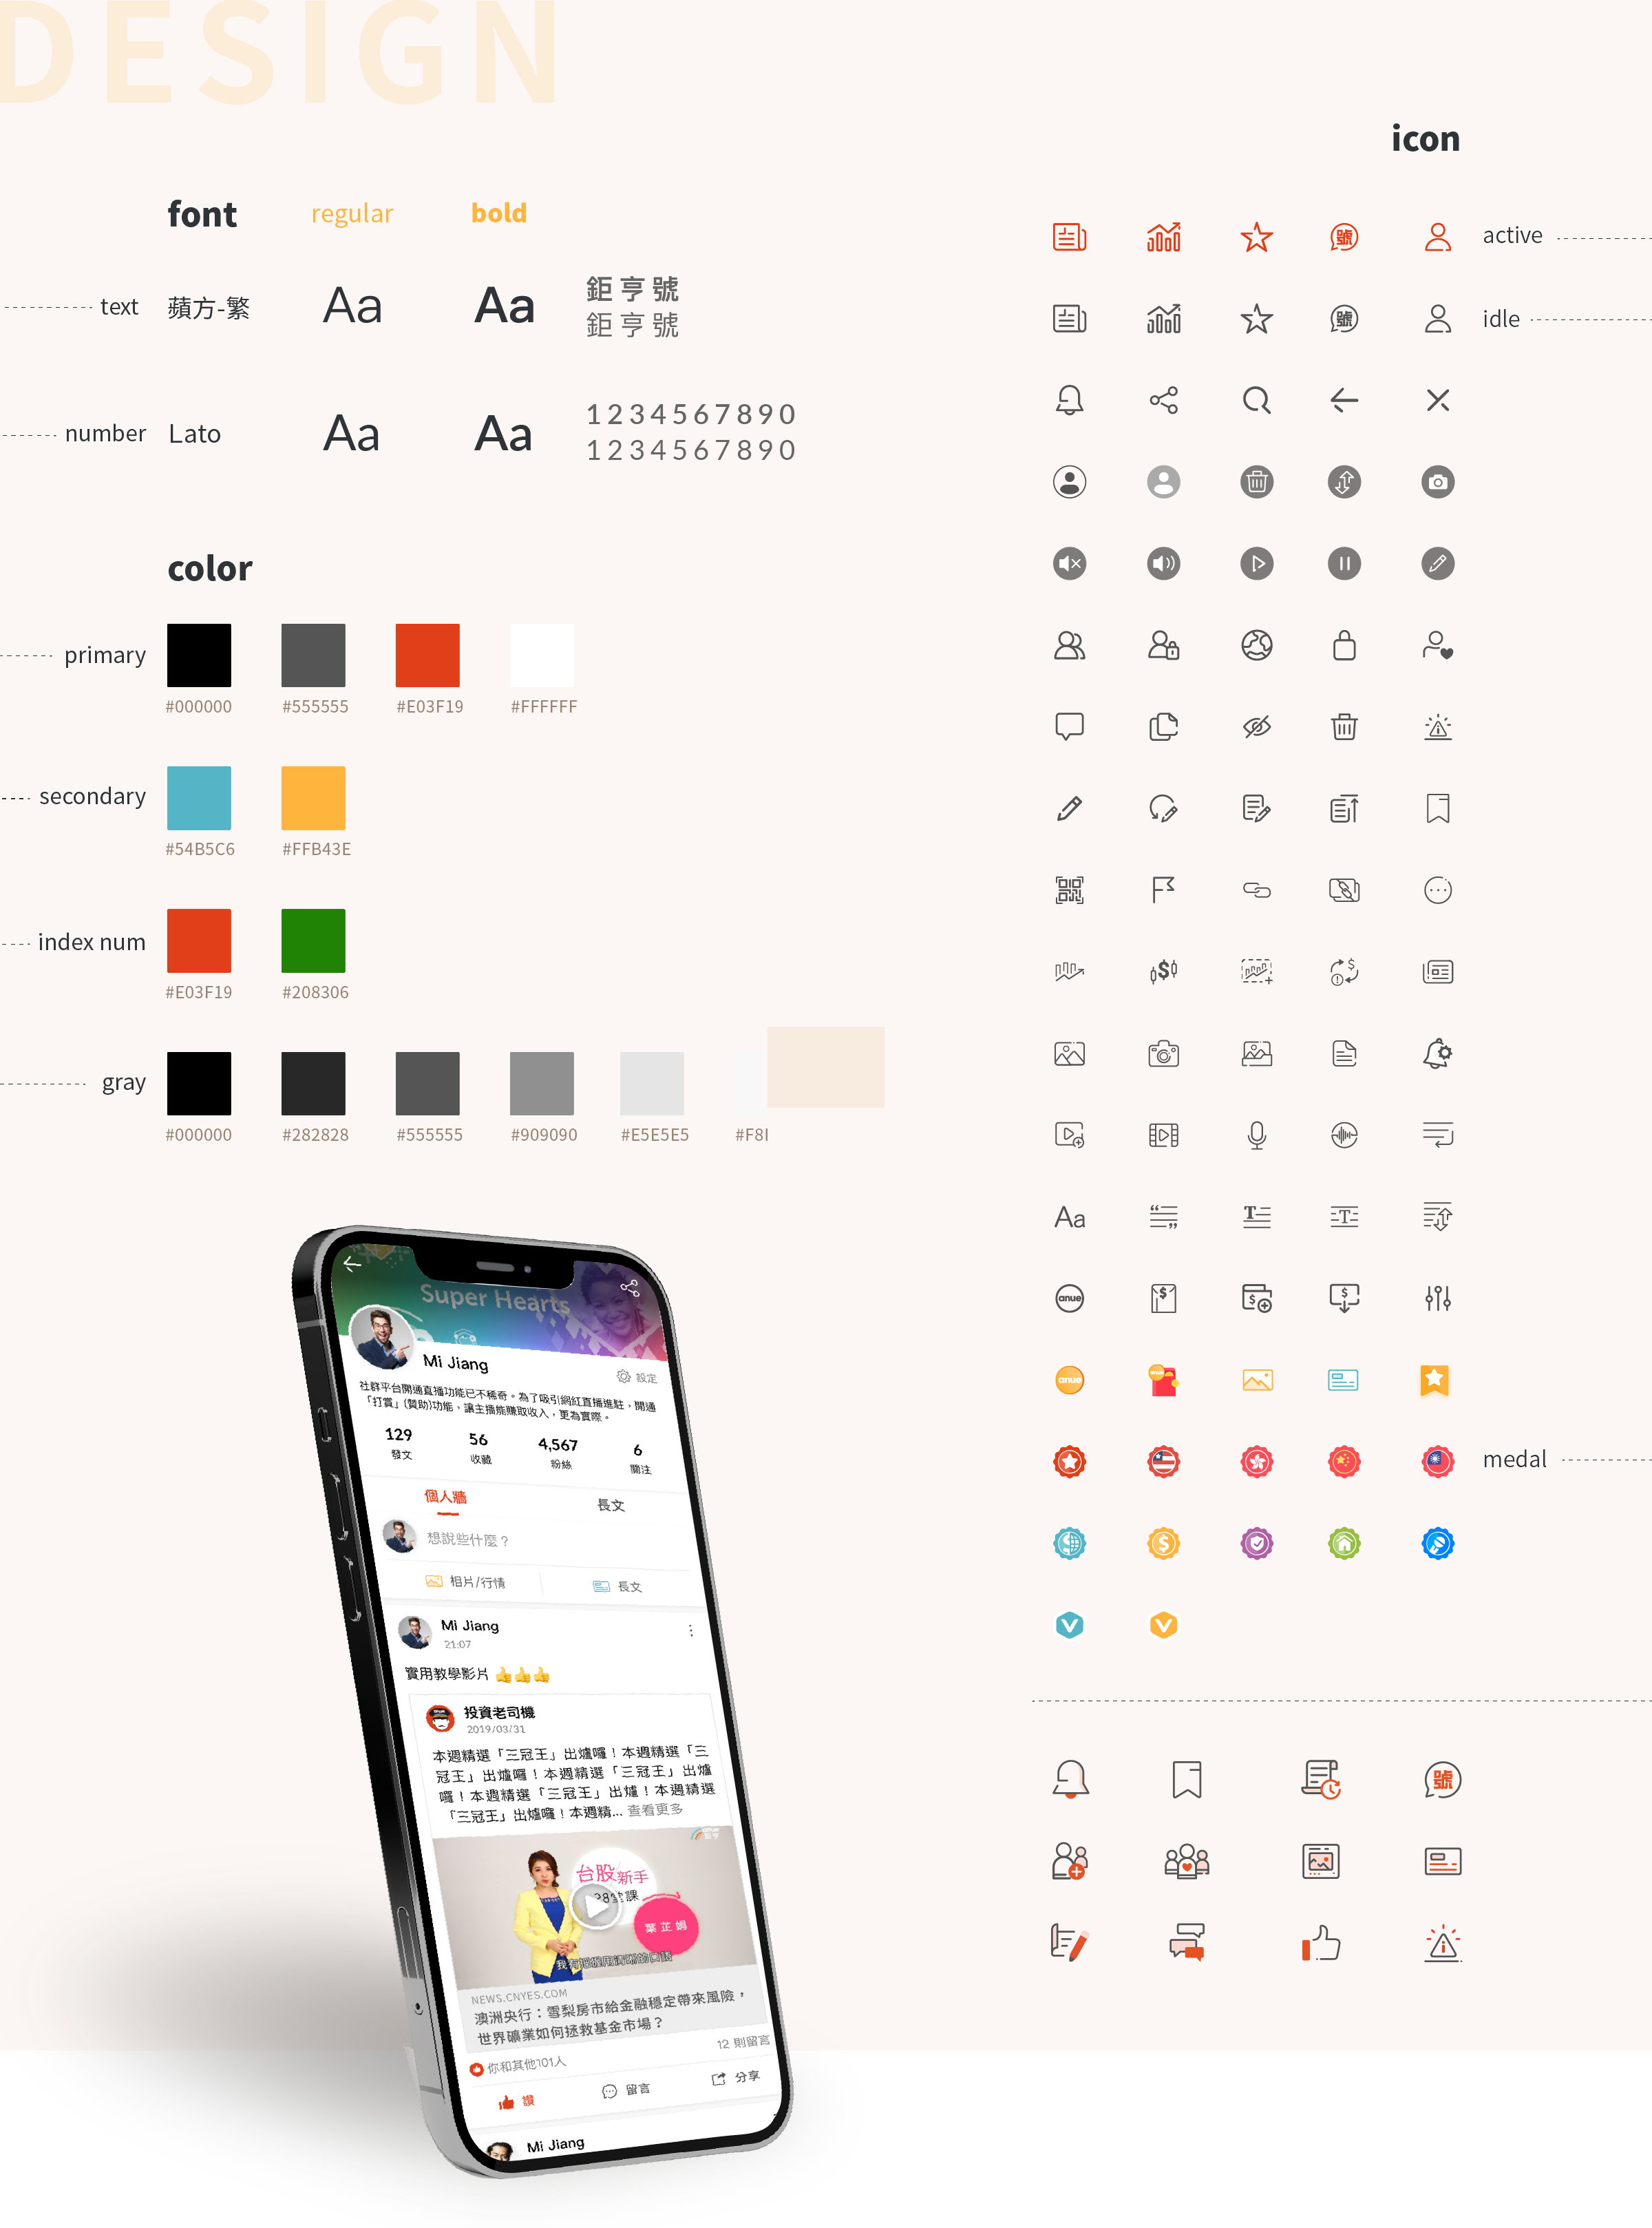 DESIGN
font
regular
bold
text
蘋方-繁
Aa
Aa
鉅亨號
鉅亨號
number
Lato
Aa
Aa
1234567890
1234567890
color
primary
#000000
#555555
#E03F19
#FFFFFF
secondary
#54B5C6
#FFB43E
index num
#E03F19
#208306
gray
#000000
#282828
#555555
#909090
#E5E5E5
#F8
icon
active
號
idle
號
Aa
T
T
anue
anue
medal
號
Super Hearts
Mi Jiang
設定
社群平台開通直播功能已不稀奇。為了吸引網紅直播進駐，開通
「打賞」(贊助)功能，讓主播能賺取收入，更為實際。
129
56
4,567
6
發文
收藏
粉絲
關注
個人牆
長文
想說些什麼？
相片/行情
長文
Mi Jiang
21:07
實用教學影片
投資老司機
2019/03/31
本週精選「三冠王」出爐囉！本週精選「三
冠王」出爐囉！本週精選「三冠王」出爐
囉！本週精選「三冠王」出爐！本週精選
「三冠王」出爐囉！本週精... 查看更多
台股新手
28堂課
葉芷娟
NEWS.CNYES.COM
澳洲央行：雪梨房市給金融穩定帶來風險，
世界礦業如何拯救基金市場？
你和其他101人
12 則留言
讚
留言
分享
Mi Jiang